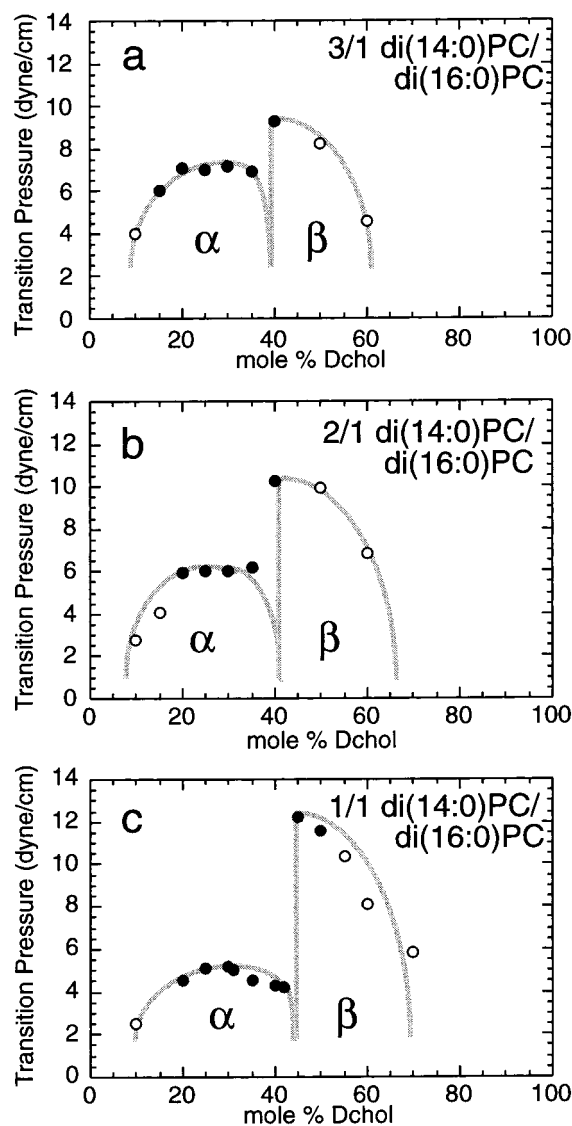 a
3/1 di(14:0)PC/
di(16:0)PC
Transition Pressure (dyne/cm)
14
12
10
8
6
4
2
0
α
β
0 20 40 60 80 100
mole % Dchol
b
2/1 di(14:0)PC/
di(16:0)PC
Transition Pressure (dyne/cm)
14
12
10
8
6
4
2
0
α
β
0 20 40 60 80 100
mole % Dchol
c
1/1 di(14:0)PC/
di(16:0)PC
Transition Pressure (dyne/cm)
14
12
10
8
6
4
2
0
α
β
0 20 40 60 80 100
mole % Dchol